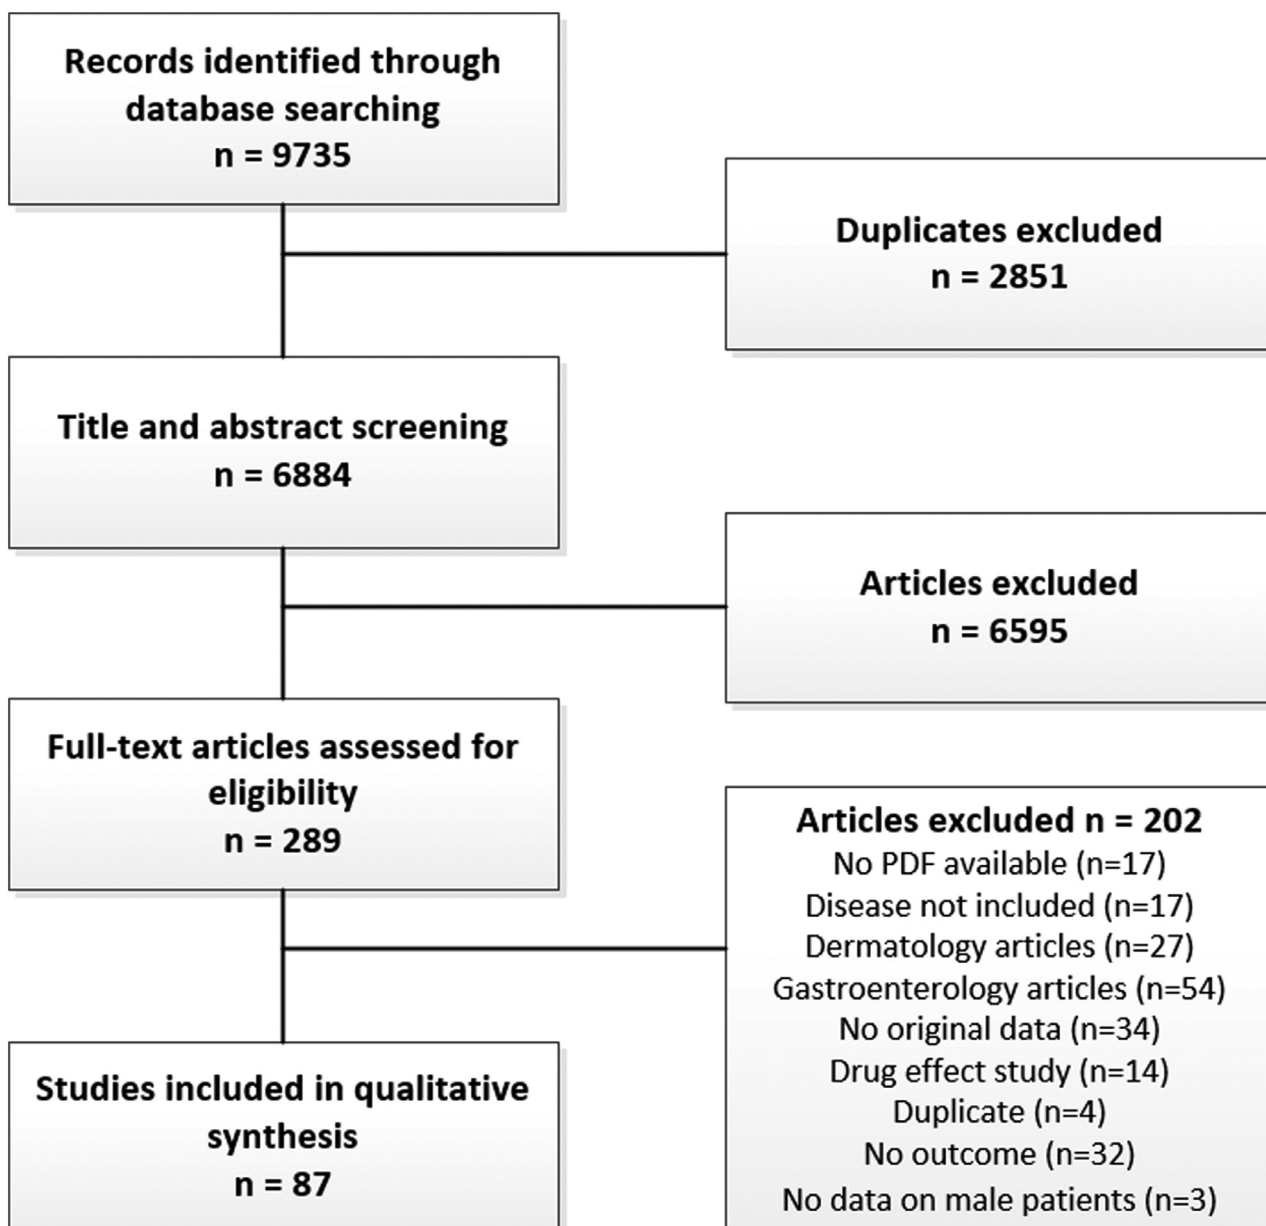 Records identified through
database searching
n = 9735
Duplicates excluded
n = 2851
Title and abstract screening
n = 6884
Articles excluded
n = 6595
Full-text articles assessed for
eligibility
n = 289
Articles excluded n = 202
No PDF available (n=17)
Disease not included (n=17)
Dermatology articles (n=27)
Gastroenterology articles (n=54)
No original data (n=34)
Drug effect study (n=14)
Duplicate (n=4)
No outcome (n=32)
No data on male patients (n=3)
Studies included in qualitative
synthesis
n = 87